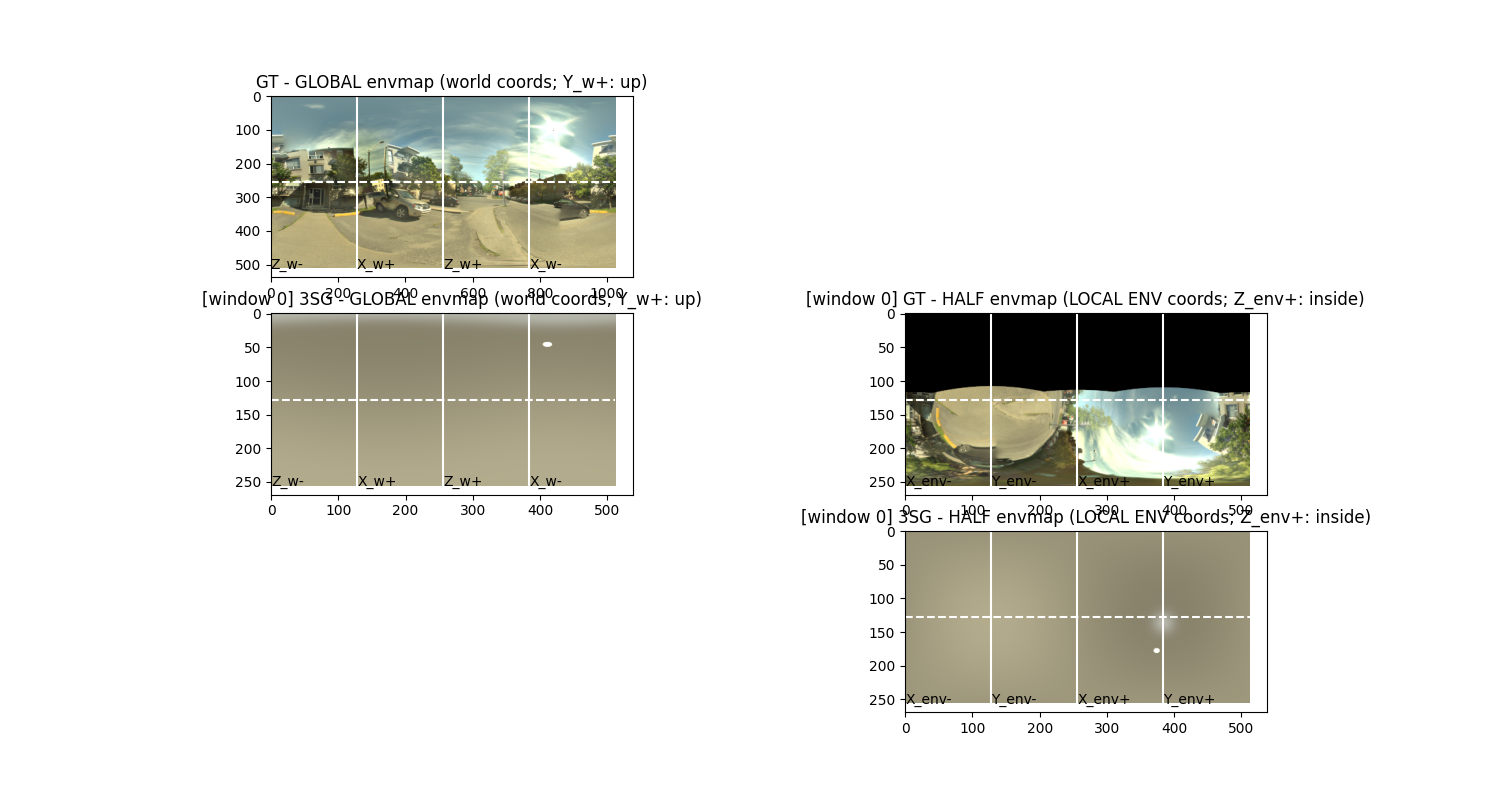 GT - GLOBAL envmap (world coords; Y_w+: up)
0
100
200
300
400
500
Z_w- X_w+ Z_w+ X_w-
0 200 400 600 800 1000
[window 0] 3SG - GLOBAL envmap (world coords; Y_w+: up)
0
50
100
150
200
250
Z_w- X_w+ Z_w+ X_w-
0 100 200 300 400 500
[window 0] GT - HALF envmap (LOCAL ENV coords; Z_env+: inside)
0
50
100
150
200
250
X_env- Y_env- X_env+ Y_env+
0 100 200 300 400 500
[window 0] 3SG - HALF envmap (LOCAL ENV coords; Z_env+: inside)
0
50
100
150
200
250
X_env- Y_env- X_env+ Y_env+
0 100 200 300 400 500